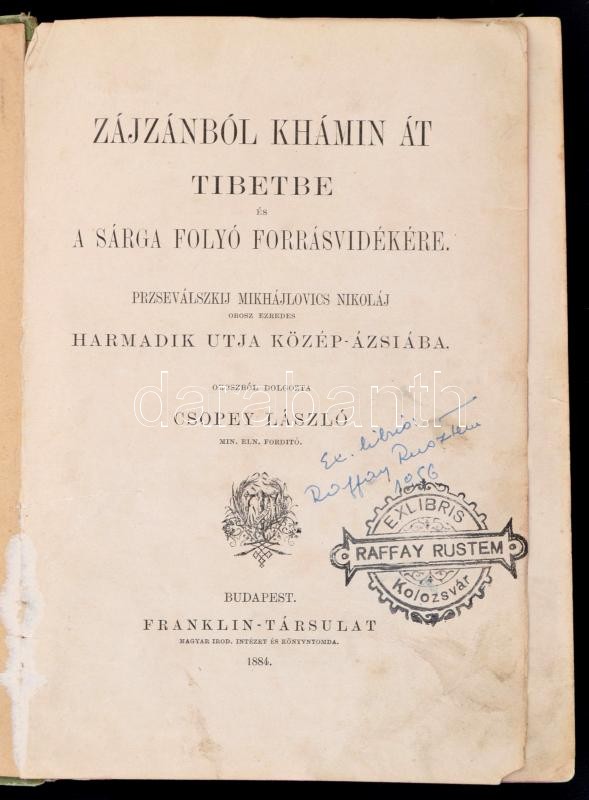 ZÁJZÁNBÓL KHÁMIN ÁT
TIBETBE
ÉS
A SÁRGA FOLYÓ FORRÁSVIDÉKÉRE.
PRZSEVÁLSZKIJ MIKHÁJLOVICS NIKOLÁJ
OROSZ EZREDES
HARMADIK UTJA KÖZÉP-ÁZSIÁBA.
OROSZBÓL DOLGOZTA
darabanth
CSOPEY LÁSZLÓ
MIN. ELN. FORDITÓ.
Ex. libris:
Raffay Rusztem
1956
EXLIBRIS
RAFFAY RUSTEM
Kolozsvár
BUDAPEST.
FRANKLIN-TÁRSULAT
MAGYAR IROD. INTÉZET ÉS KÖNYVNYOMDA.
1884.